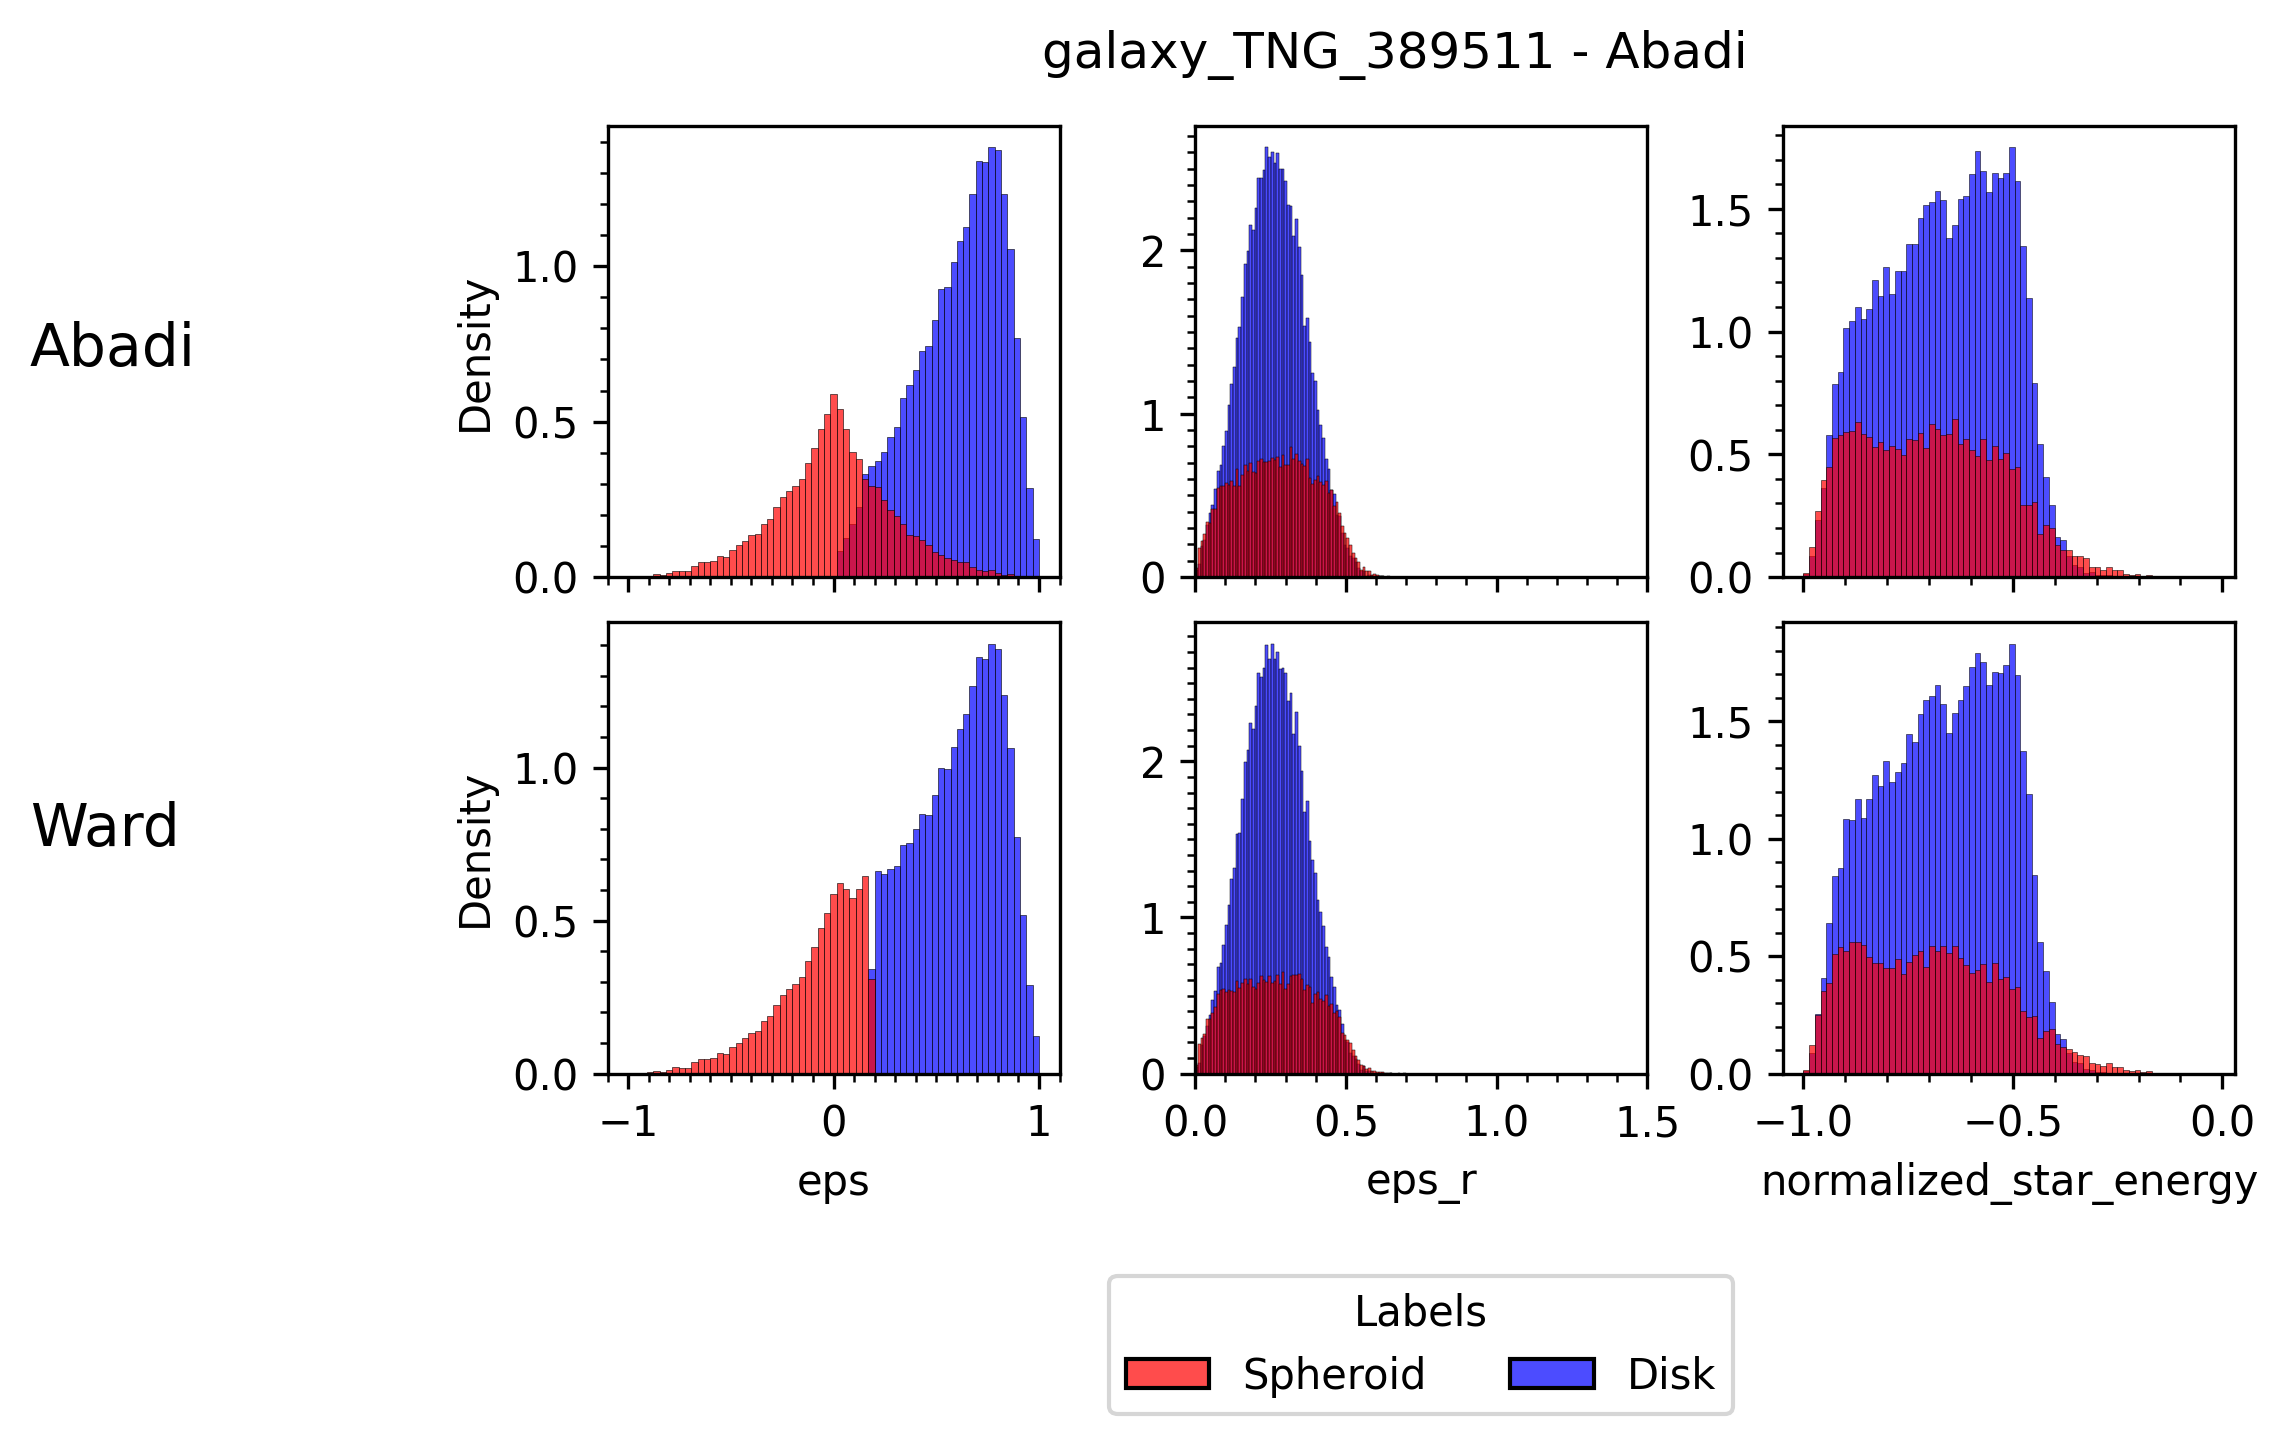 galaxy_TNG_389511 - Abadi
Abadi
Density
1.0
0.5
0.0
2
1
0
1.5
1.0
0.5
0.0
Ward
Density
1.0
0.5
0.0
2
1
0
1.5
1.0
0.5
0.0
−1 0 1
0.0 0.5 1.0 1.5
−1.0 −0.5 0.0
eps
eps_r
normalized_star_energy
Labels
Spheroid Disk